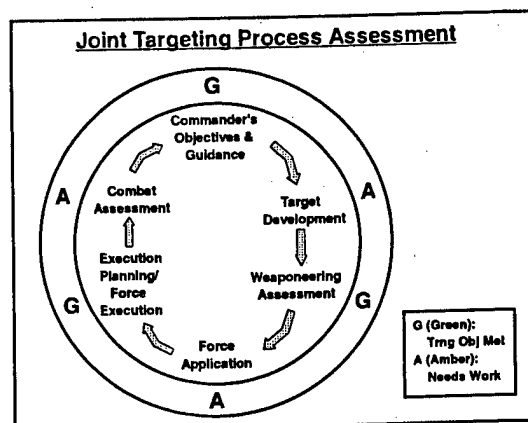 Joint Targeting Process Assessment
G
Commander's
Objectives &
Guidance
A
Target
Development
G
Weaponeering
Assessment
A
Force
Application
G
Execution
Planning/
Force
Execution
A
Combat
Assessment
G (Green):
Trng Obj Met
A (Amber):
Needs Work